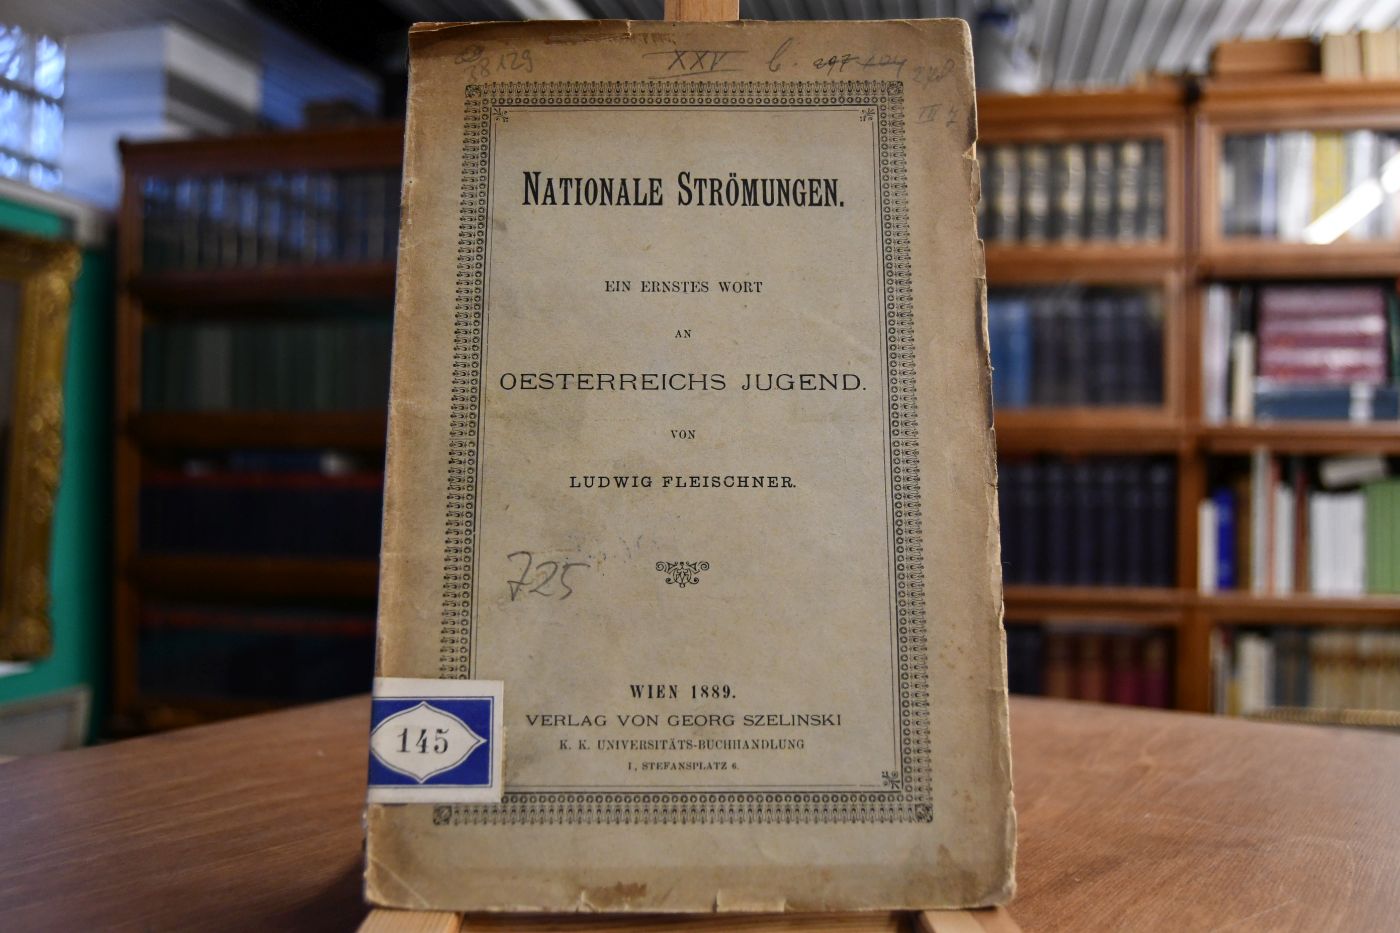 XXV
NATIONALE STRÖMUNGEN.
EIN ERNSTES WORT
AN
OESTERREICHS JUGEND.
VON
LUDWIG FLEISCHNER.
725
WIEN 1889.
VERLAG VON GEORG SZELINSKI
K. K. UNIVERSITÄTS-BUCHHANDLUNG
I, STEFANSPLATZ 6.
145